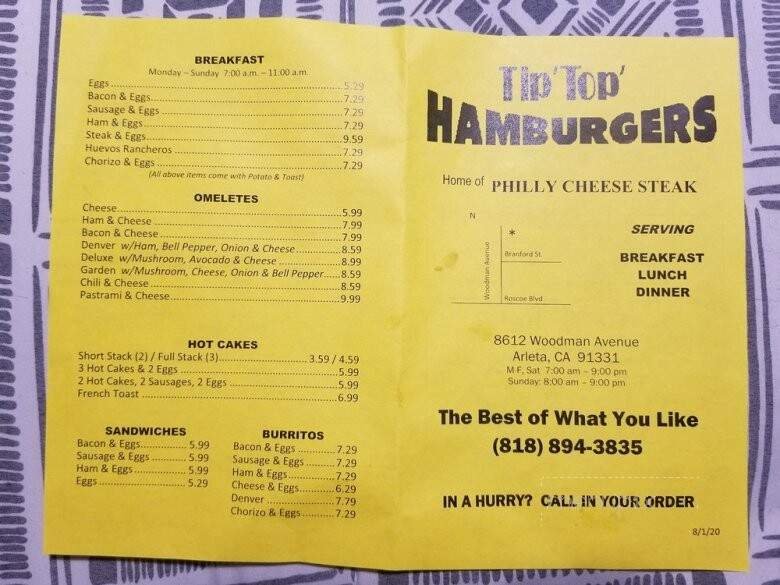 BREAKFAST
Monday – Sunday 7:00 a.m. – 11:00 a.m.
Eggs 5.29
Bacon & Eggs 7.29
Sausage & Eggs 7.29
Ham & Eggs 7.29
Steak & Eggs 9.59
Huevos Rancheros 7.29
Chorizo & Eggs 7.29
(All above items come with Potato & Toast)
OMELETES
Cheese 5.99
Ham & Cheese 7.99
Bacon & Cheese 7.99
Denver w/Ham, Bell Pepper, Onion & Cheese 8.59
Deluxe w/Mushroom, Avocado & Cheese 8.99
Garden w/Mushroom, Cheese, Onion & Bell Pepper 8.59
Chili & Cheese 8.59
Pastrami & Cheese 9.99
HOT CAKES
Short Stack (2) / Full Stack (3) 3.59 / 4.59
3 Hot Cakes & 2 Eggs 5.99
2 Hot Cakes, 2 Sausages, 2 Eggs 5.99
French Toast 6.99
SANDWICHES
Bacon & Eggs 5.99
Sausage & Eggs 5.99
Ham & Eggs 5.99
Eggs 5.29
BURRITOS
Bacon & Eggs 7.29
Sausage & Eggs 7.29
Ham & Eggs 7.29
Cheese & Eggs 6.29
Denver 7.79
Chorizo & Eggs 7.29
Tip Top
HAMBURGERS
Home of PHILLY CHEESE STEAK
N
*
Woodman Avenue
Branford St.
Roscoe Blvd
SERVING
BREAKFAST
LUNCH
DINNER
8612 Woodman Avenue
Arleta, CA 91331
M-F, Sat 7:00 am – 9:00 pm
Sunday: 8:00 am – 9:00 pm
The Best of What You Like
(818) 894-3835
IN A HURRY? CALL IN YOUR ORDER
8/1/20